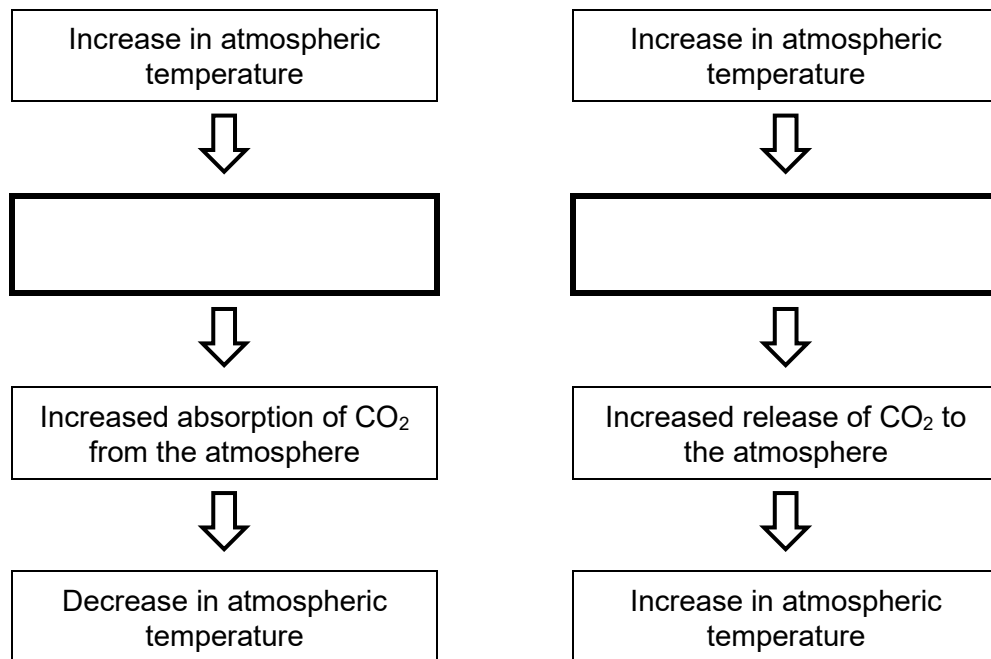 Increase in atmospheric
temperature
Increase in atmospheric
temperature
Increased absorption of CO₂
from the atmosphere
Increased release of CO₂ to
the atmosphere
Decrease in atmospheric
temperature
Increase in atmospheric
temperature